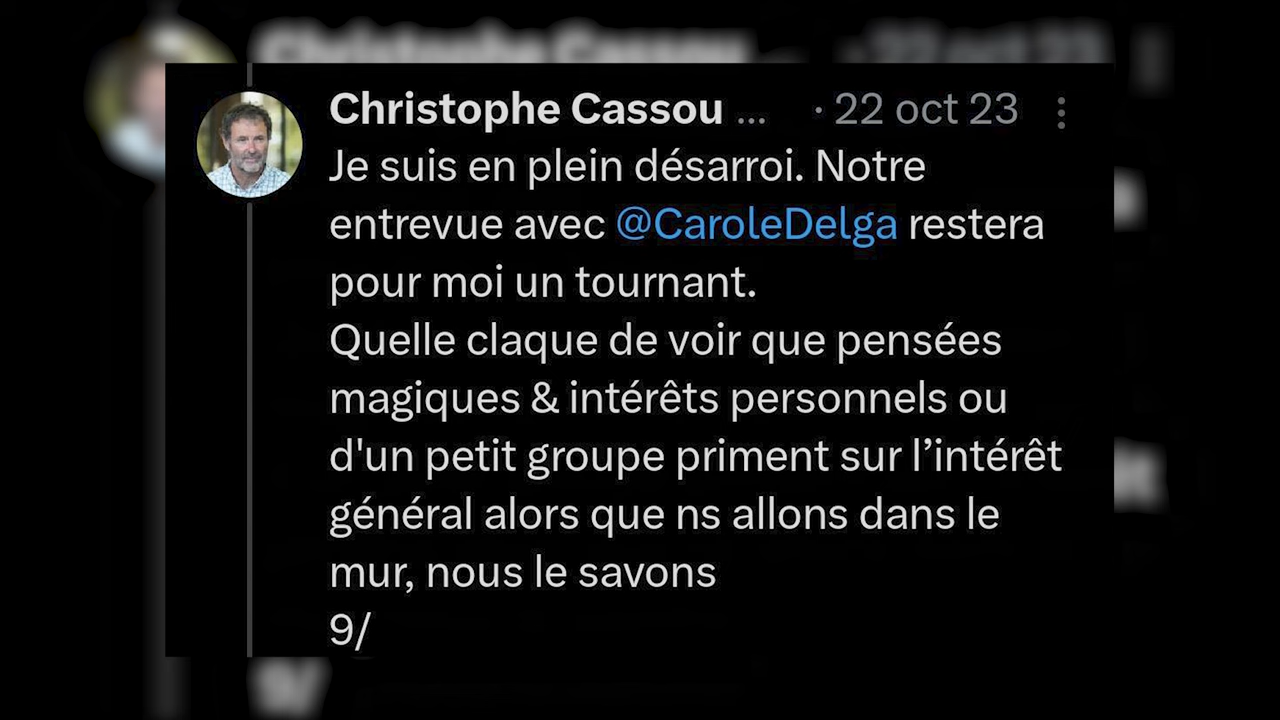 Christophe Cassou ... · 22 oct 23
Je suis en plein désarroi. Notre
entrevue avec @CaroleDelga restera
pour moi un tournant.
Quelle claque de voir que pensées
magiques & intérêts personnels ou
d'un petit groupe priment sur l’intérêt
général alors que ns allons dans le
mur, nous le savons
9/